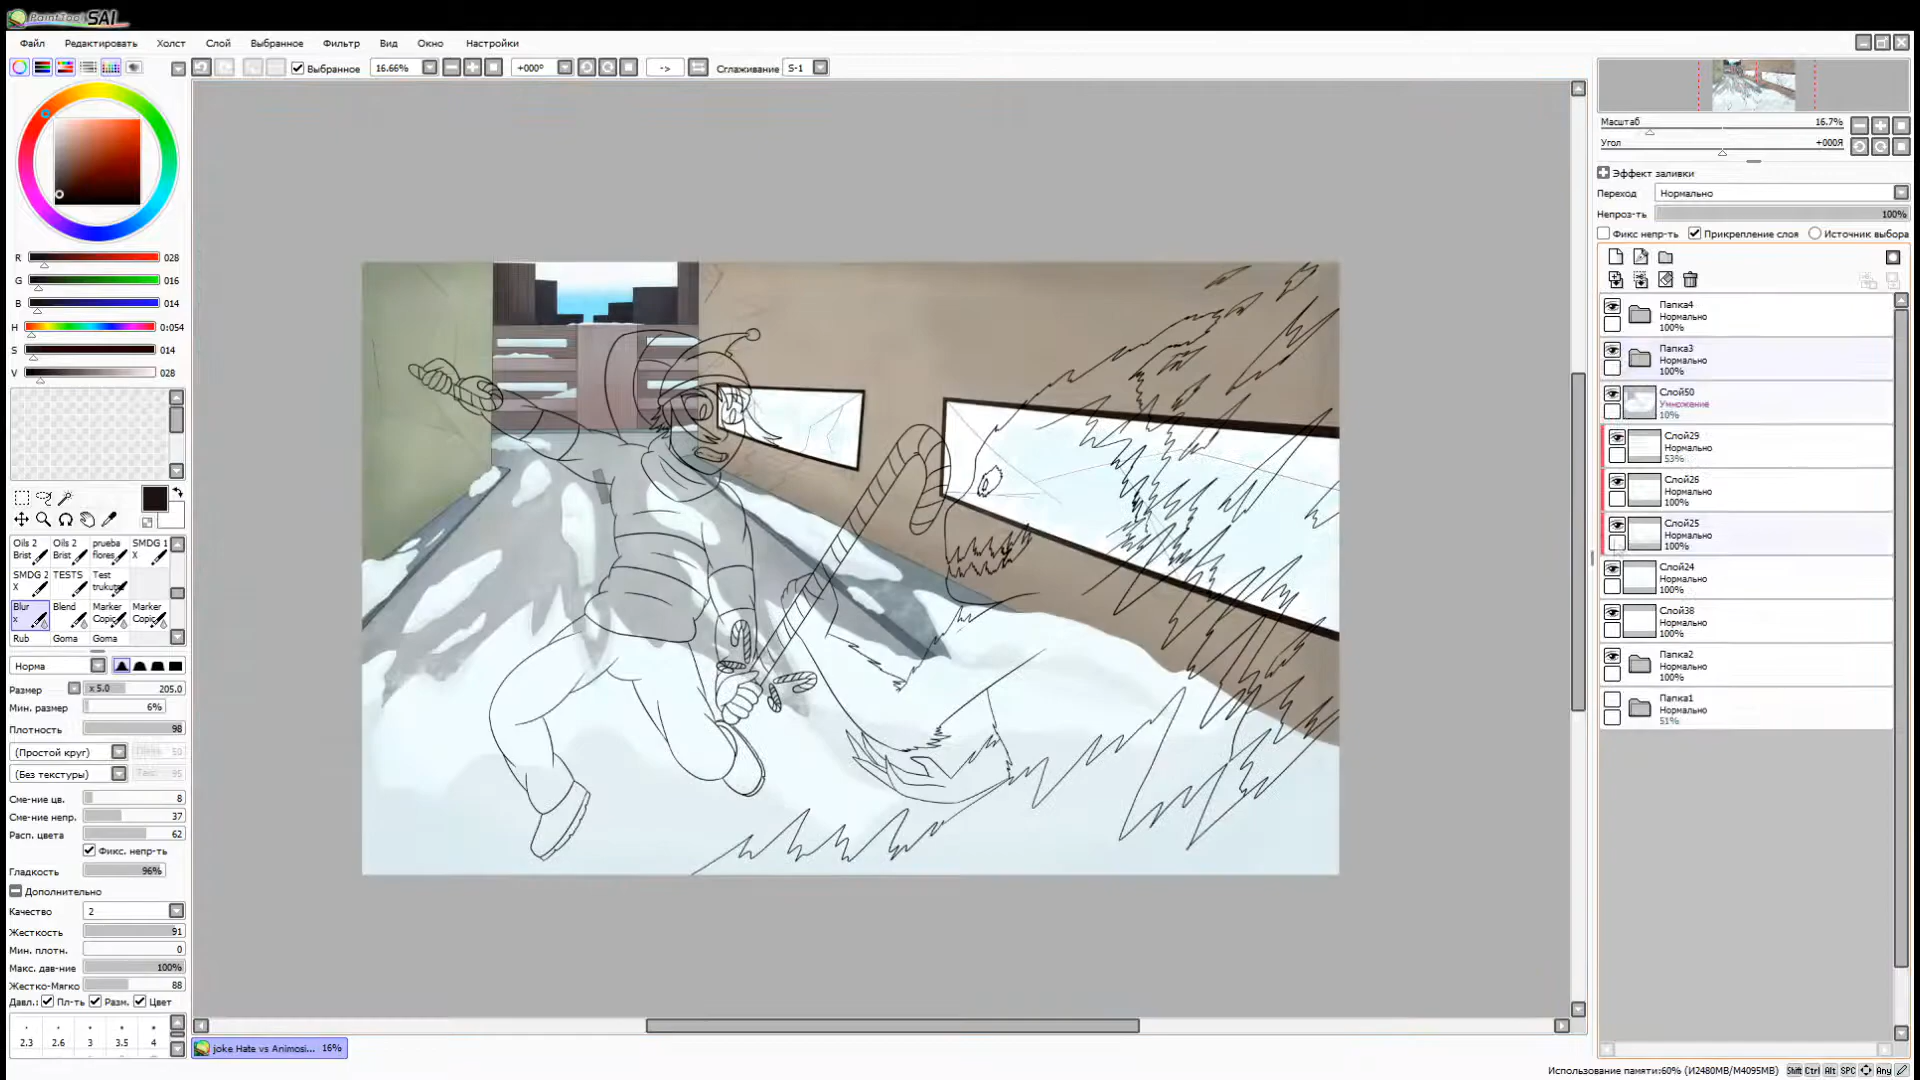 PaintTool SAI
Файл Редактировать Холст Слой Выбранное Фильтр Вид Окно Настройки
Выбранное 16.66% +000° -> Сглаживание S-1
Масштаб 16.7%
Угол +000Я
Эффект заливки
Переход Нормально
Непроз-ть 100%
Фикс непр-ть Прикрепление слоя Источник выбора
R 028
G 016
B 014
H 0:054
S 014
V 028
Папка4
Нормально
100%
Папка3
Нормально
100%
Слой50
Умножение
10%
Слой29
Нормально
53%
Слой26
Нормально
100%
Слой25
Нормально
100%
Слой24
Нормально
100%
Слой38
Нормально
100%
Папка2
Нормально
100%
Папка1
Нормально
51%
Oils 2 Brist
Oils 2 Brist
prueba flores
SMDG 1 X
SMDG 2 X
TESTS
Test trukute
Blur x
Blend
Marker Copic
Marker Copic
Rub Goma Goma
Норма
Размер x 5.0 205.0
Мин. размер 6%
Плотность 98
(Простой круг) 50
(Без текстуры) 95
Сме-ние цв. 8
Сме-ние непр. 37
Расп. цвета 62
Фикс. непр-ть
Гладкость 96%
Дополнительно
Качество 2
Жесткость 91
Мин. плотн. 0
Макс. дав-ние 100%
Жестко-Мягко 88
Давл.: Пл-ть Разм. Цвет
2.3 2.6 3 3.5 4
joke Hate vs Animosi... 16%
Использование памяти:60% (И2480MB/M4095MB) Shift Ctrl Alt SPC Any